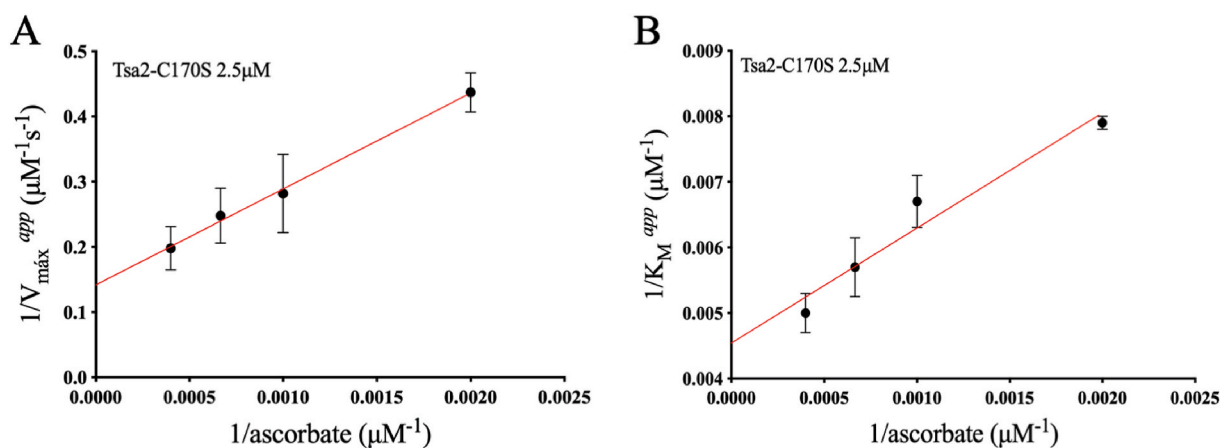 A
Tsa2-C170S 2.5μM
1/Vmáx app (μM-1s-1)
0.5
0.4
0.3
0.2
0.1
0.0
0.0000 0.0005 0.0010 0.0015 0.0020 0.0025
1/ascorbate (μM-1)
B
Tsa2-C170S 2.5μM
1/KM app (μM-1)
0.009
0.008
0.007
0.006
0.005
0.004
0.0000 0.0005 0.0010 0.0015 0.0020 0.0025
1/ascorbate (μM-1)